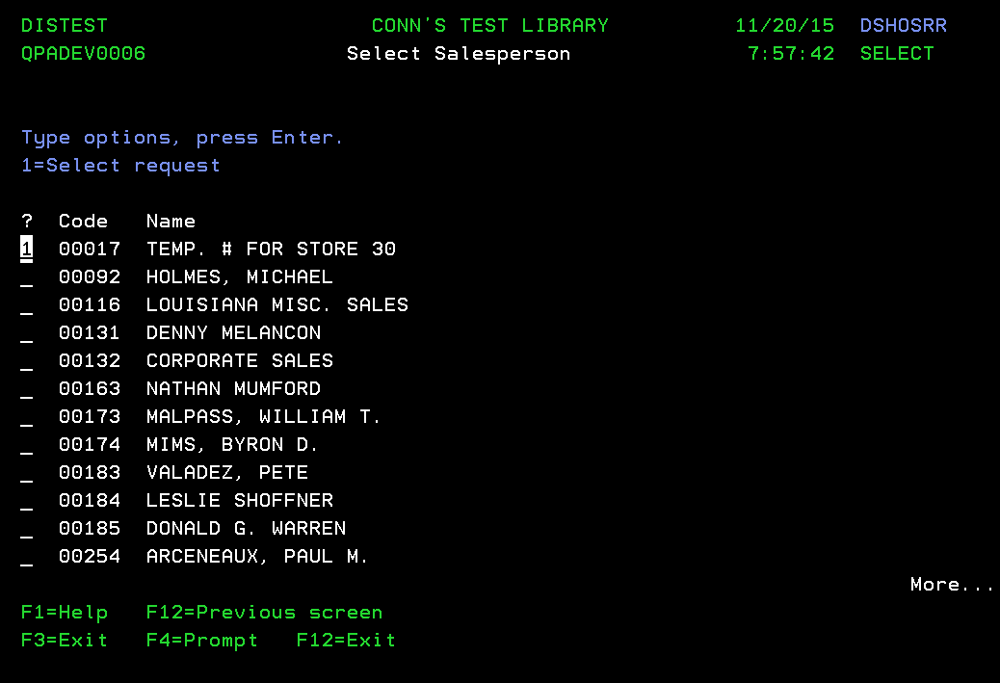 DISTEST CONN'S TEST LIBRARY 11/20/15 DSHOSRR
QPADEV0006 Select Salesperson 7:57:42 SELECT
Type options, press Enter.
1=Select request
? Code Name
1 00017 TEMP. # FOR STORE 30
_ 00092 HOLMES, MICHAEL
_ 00116 LOUISIANA MISC. SALES
_ 00131 DENNY MELANCON
_ 00132 CORPORATE SALES
_ 00163 NATHAN MUMFORD
_ 00173 MALPASS, WILLIAM T.
_ 00174 MIMS, BYRON D.
_ 00183 VALADEZ, PETE
_ 00184 LESLIE SHOFFNER
_ 00185 DONALD G. WARREN
_ 00254 ARCENEAUX, PAUL M.
More...
F1=Help F12=Previous screen
F3=Exit F4=Prompt F12=Exit